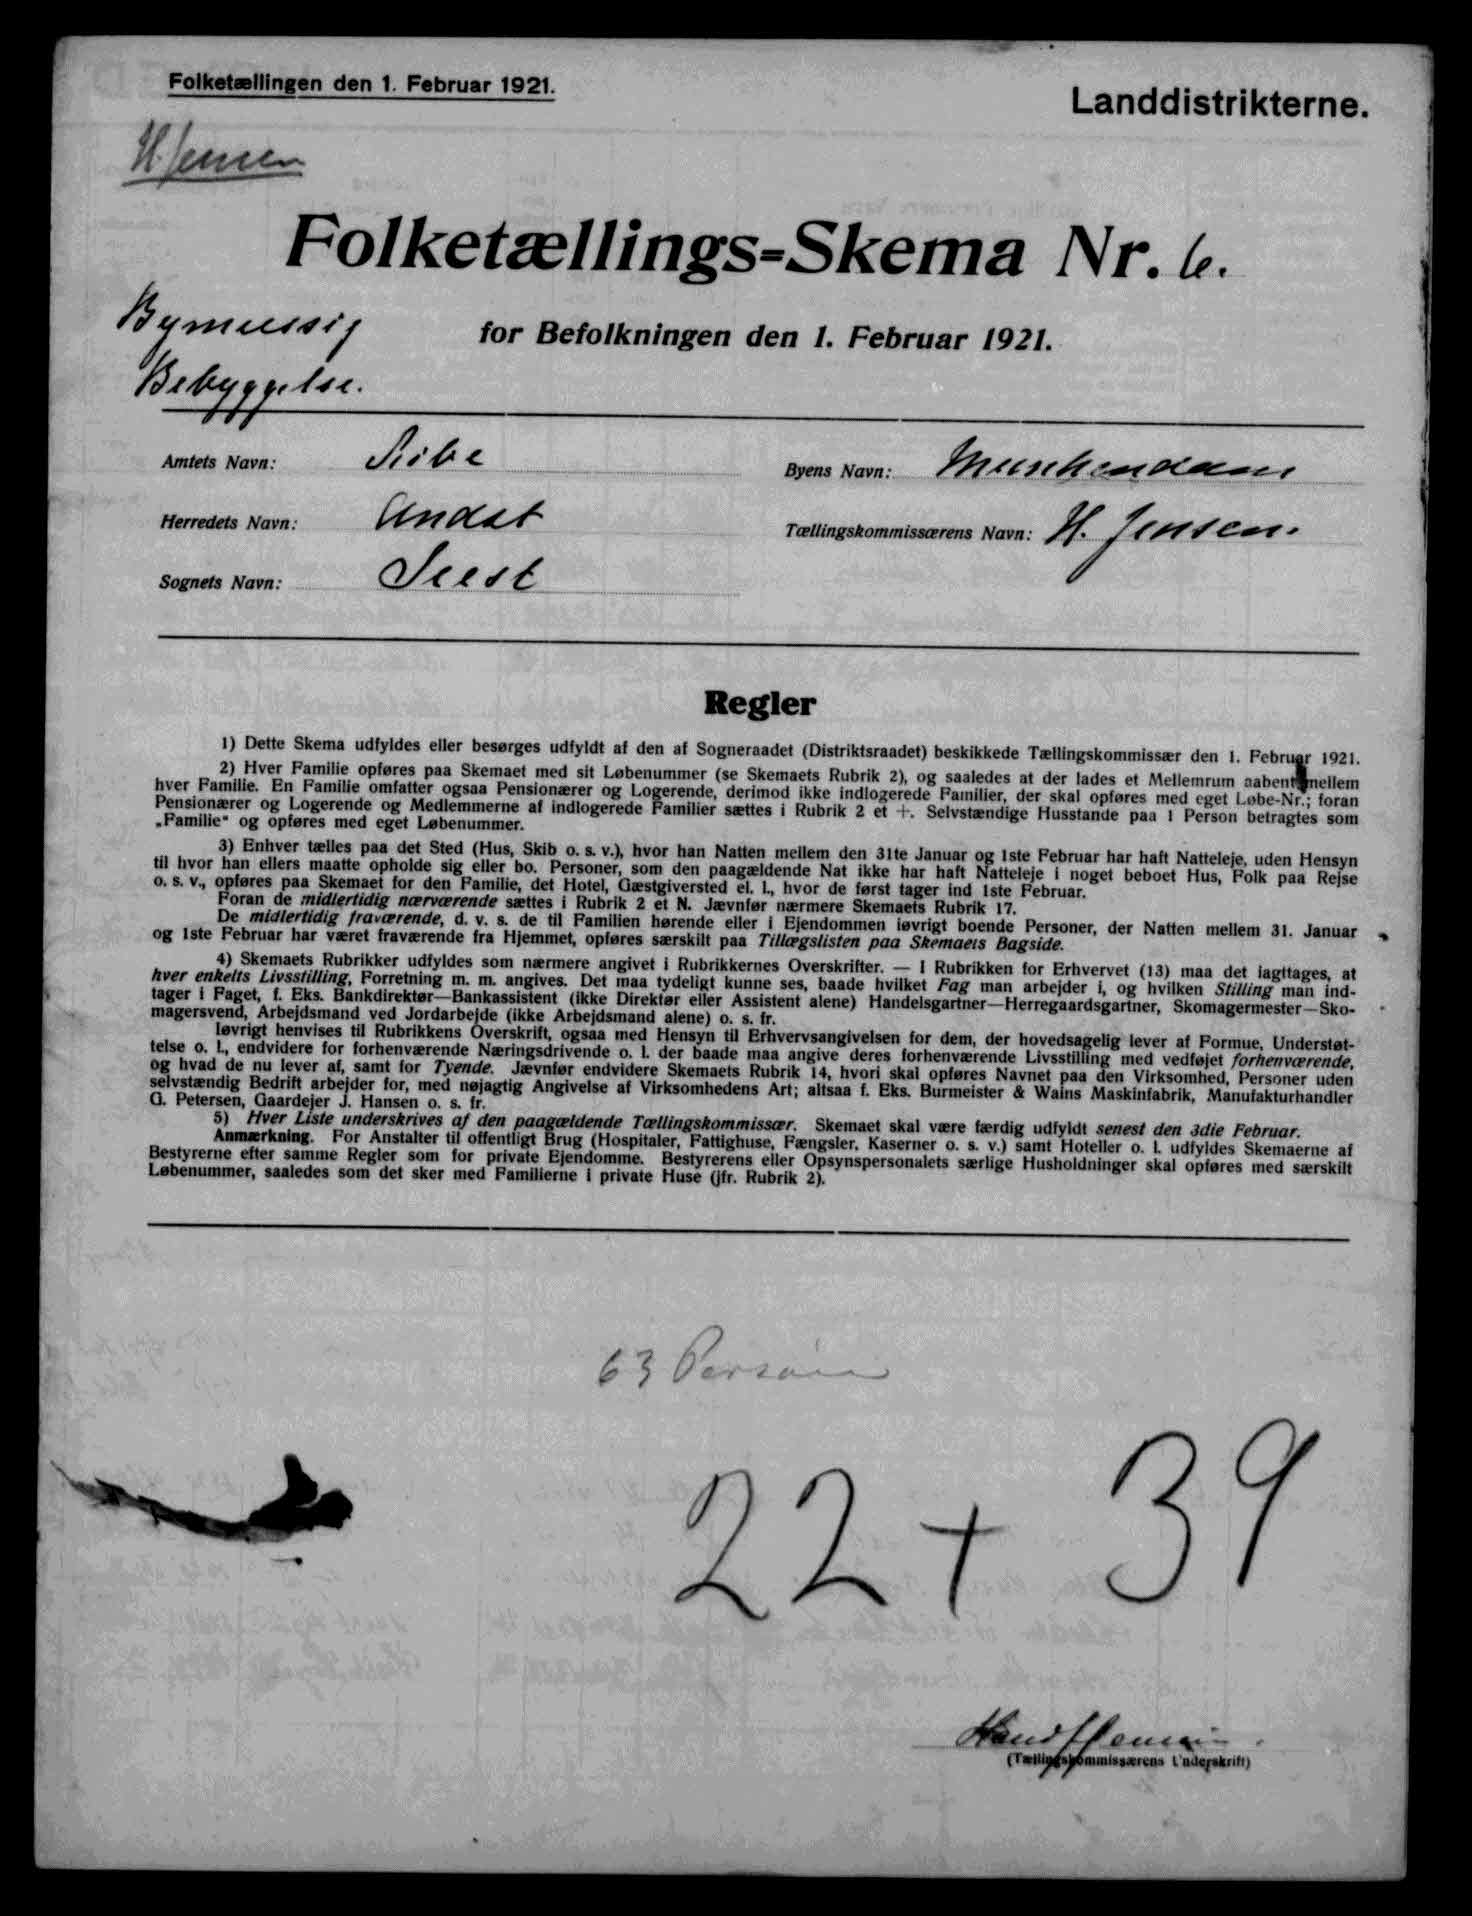 Folketællingen den 1. Februar 1921.
Landdistrikterne.
H. Jensen
Folketællings=Skema Nr. 6.
Bymæssig
for Befolkningen den 1. Februar 1921.
Bebyggelse.
Amtets Navn: Ribe
Byens Navn: Munkendam
Herredets Navn: Andst
Tællingskommissærens Navn: H. Jensen.
Sognets Navn: Seest
Regler
1) Dette Skema udfyldes eller besørges udfyldt af den af Sogneraadet (Distriktsraadet) beskikkede Tællingskommissær den 1. Februar 1921.
2) Hver Familie opføres paa Skemaet med sit Løbenummer (se Skemaets Rubrik 2), og saaledes at der lades et Mellemrum aabent mellem
hver Familie. En Familie omfatter ogsaa Pensionærer og Logerende, derimod ikke indlogerede Familier, der skal opføres med eget Løbe-Nr.; foran
Pensionærer og Logerende og Medlemmerne af indlogerede Familier sættes i Rubrik 2 et +. Selvstændige Husstande paa 1 Person betragtes som
„Familie“ og opføres med eget Løbenummer.
3) Enhver tælles paa det Sted (Hus, Skib o. s. v.), hvor han Natten mellem den 31te Januar og 1ste Februar har haft Natteleje, uden Hensyn
til hvor han ellers maatte opholde sig eller bo. Personer, som den paagældende Nat ikke har haft Natteleje i noget beboet Hus, Folk paa Rejse
o. s. v., opføres paa Skemaet for den Familie, det Hotel, Gæstgiversted el. l., hvor de først tager ind 1ste Februar.
Foran de midlertidig nærværende sættes i Rubrik 2 et N. Jævnfør nærmere Skemaets Rubrik 17.
De midlertidig fraværende, d. v. s. de til Familien hørende eller i Ejendommen iøvrigt boende Personer, der Natten mellem 31. Januar
og 1ste Februar har været fraværende fra Hjemmet, opføres særskilt paa Tillægslisten paa Skemaets Bagside.
4) Skemaets Rubrikker udfyldes som nærmere angivet i Rubrikkernes Overskrifter. — I Rubrikken for Erhvervet (13) maa det iagttages, at
hver enkelts Livsstilling, Forretning m. m. angives. Det maa tydeligt kunne ses, baade hvilket Fag man arbejder i, og hvilken Stilling man ind-
tager i Faget, f. Eks. Bankdirektør—Bankassistent (ikke Direktør eller Assistent alene) Handelsgartner—Herregaardsgartner, Skomagermester—Sko-
magersvend, Arbejdsmand ved Jordarbejde (ikke Arbejdsmand alene) o. s. fr.
Iøvrigt henvises til Rubrikkens Overskrift, ogsaa med Hensyn til Erhvervsangivelsen for dem, der hovedsagelig lever af Formue, Understøt-
telse o. l., endvidere for forhenværende Næringsdrivende o. l. der baade maa angive deres forhenværende Livsstilling med vedføjet forhenværende,
og hvad de nu lever af, samt for Tyende. Jævnfør endvidere Skemaets Rubrik 14, hvori skal opføres Navnet paa den Virksomhed, Personer uden
selvstændig Bedrift arbejder for, med nøjagtig Angivelse af Virksomhedens Art; altsaa f. Eks. Burmeister & Wains Maskinfabrik, Manufakturhandler
G. Petersen, Gaardejer J. Hansen o. s. fr.
5) Hver Liste underskrives af den paagældende Tællingskommissær. Skemaet skal være færdig udfyldt senest den 3die Februar.
Anmærkning. For Anstalter til offentligt Brug (Hospitaler, Fattighuse, Fængsler, Kaserner o. s. v.) samt Hoteller o. l. udfyldes Skemaerne af
Bestyrerne efter samme Regler som for private Ejendomme. Bestyrerens eller Opsynspersonalets særlige Husholdninger skal opføres med særskilt
Løbenummer, saaledes som det sker med Familierne i private Huse (jfr. Rubrik 2).
63 Personer
22 + 39
(Tællingskommissærens Underskrift)